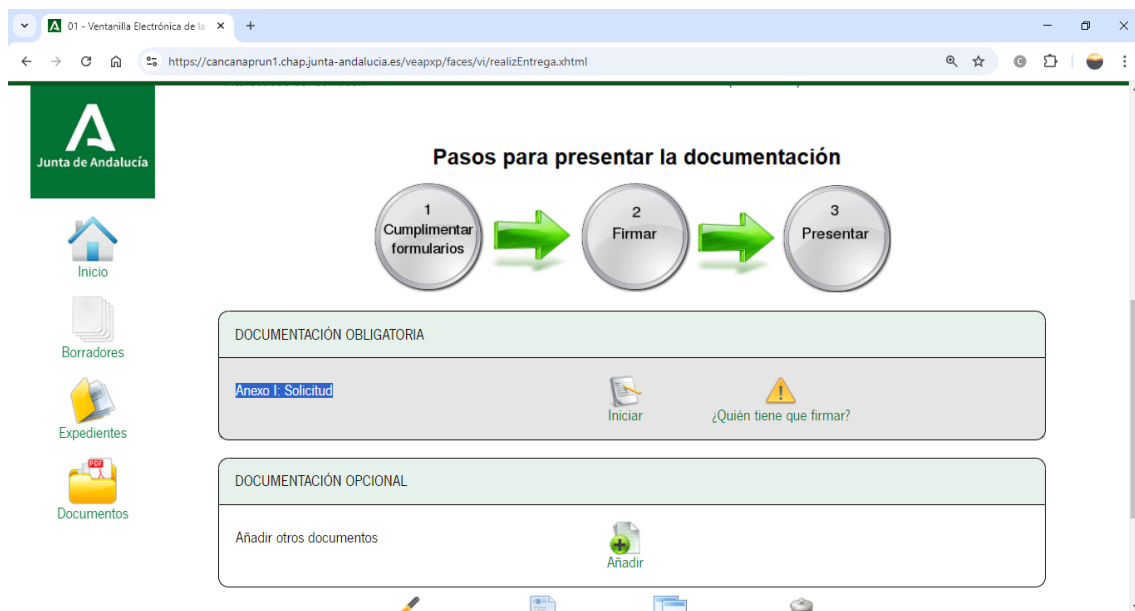 01 - Ventanilla Electrónica de la
https://cancanaprun1.chap.junta-andalucia.es/veapxp/faces/vi/realizEntrega.xhtml
Junta de Andalucía
Inicio
Borradores
Expedientes
PDF
Documentos
Pasos para presentar la documentación
1
Cumplimentar
formularios
2
Firmar
3
Presentar
DOCUMENTACIÓN OBLIGATORIA
Anexo I: Solicitud
Iniciar
¿Quién tiene que firmar?
DOCUMENTACIÓN OPCIONAL
Añadir otros documentos
Añadir